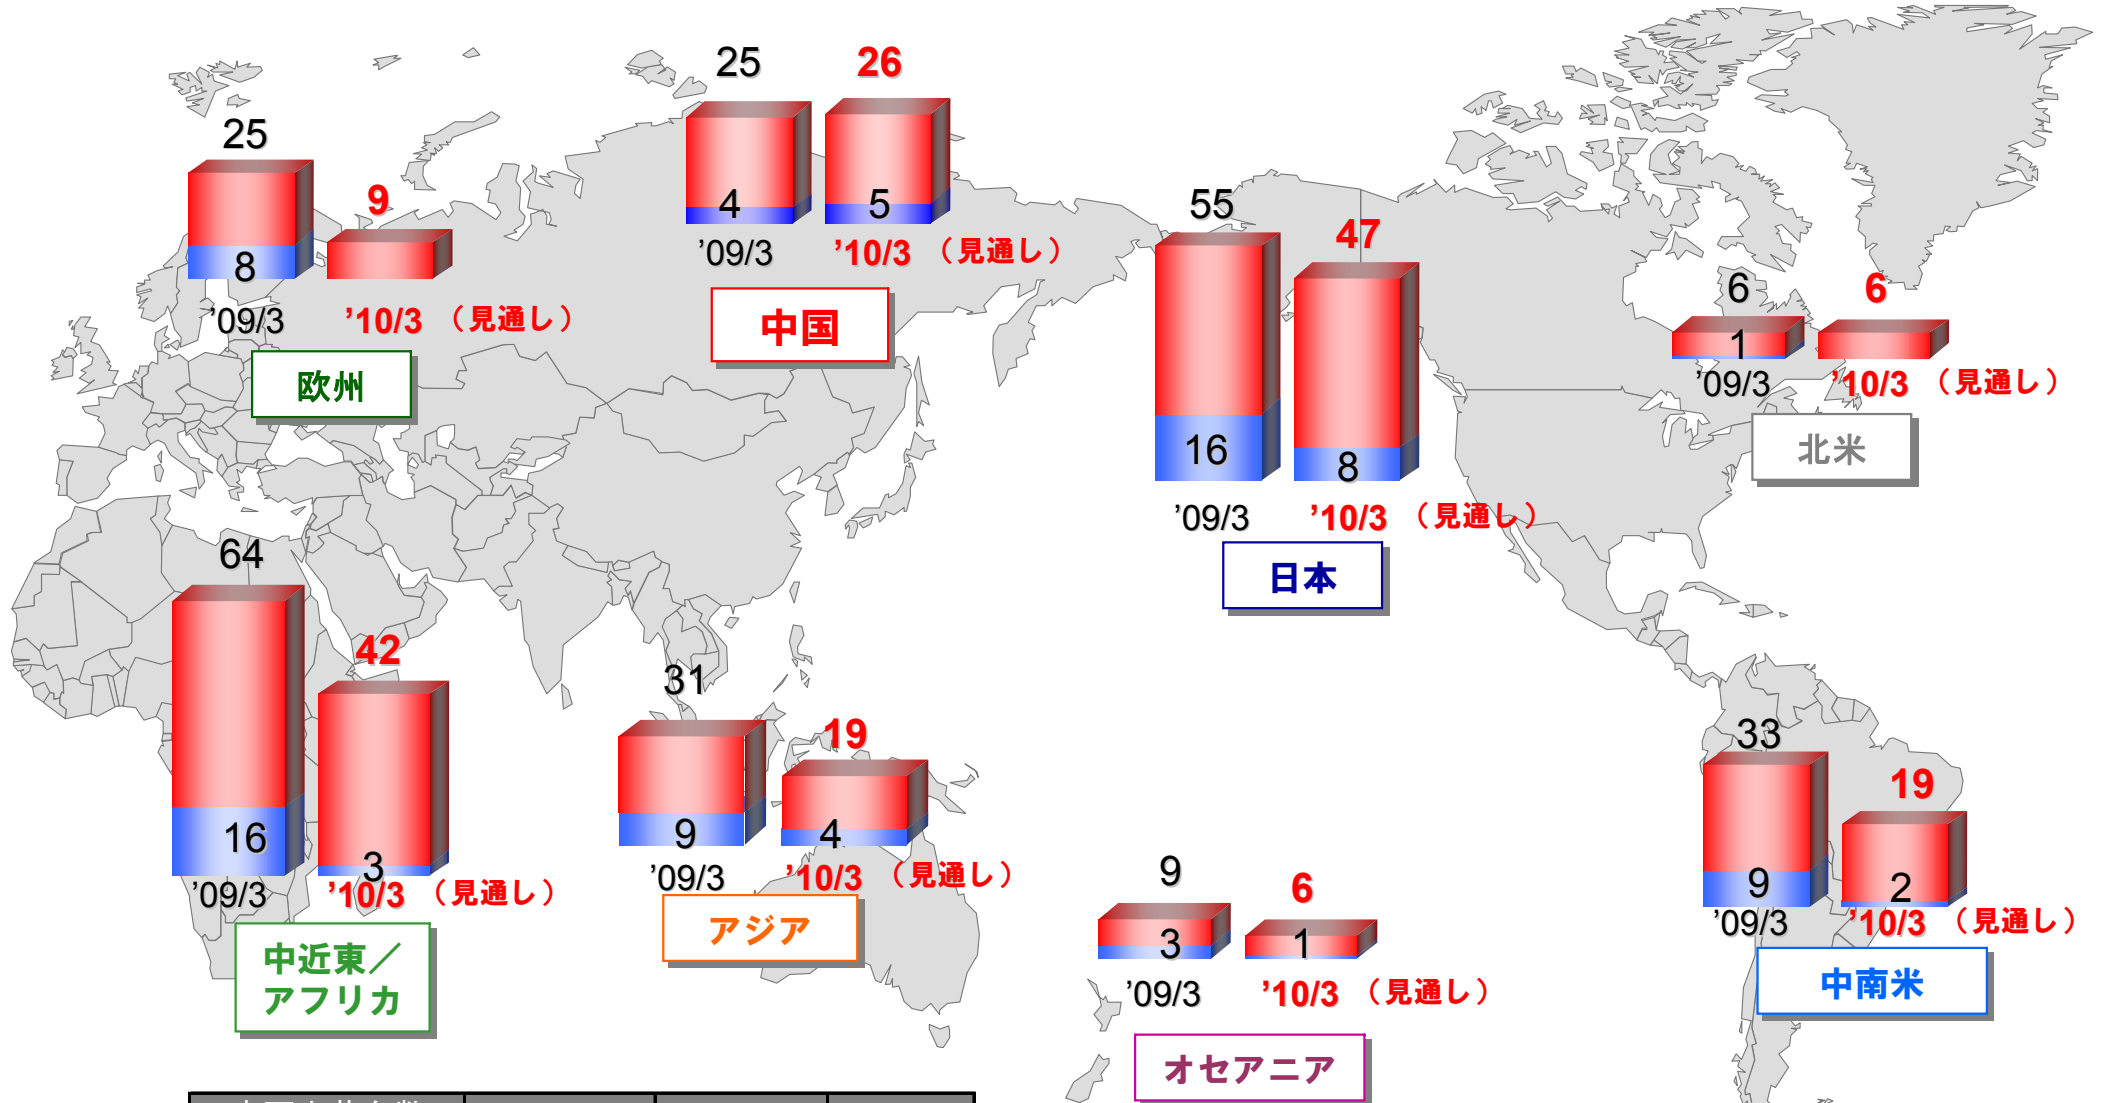 25
9
8
'09/3
'10/3 （見通し）
欧州
25
26
4
5
'09/3
'10/3 （見通し）
中国
55
47
16
8
'09/3
'10/3 （見通し）
日本
6
6
1
'09/3
'10/3 （見通し）
北米
64
42
16
3
'09/3
'10/3 （見通し）
中近東／
アフリカ
31
19
9
4
'09/3
'10/3 （見通し）
アジア
9
6
3
1
'09/3
'10/3 （見通し）
オセアニア
33
19
9
2
'09/3
'10/3 （見通し）
中南米